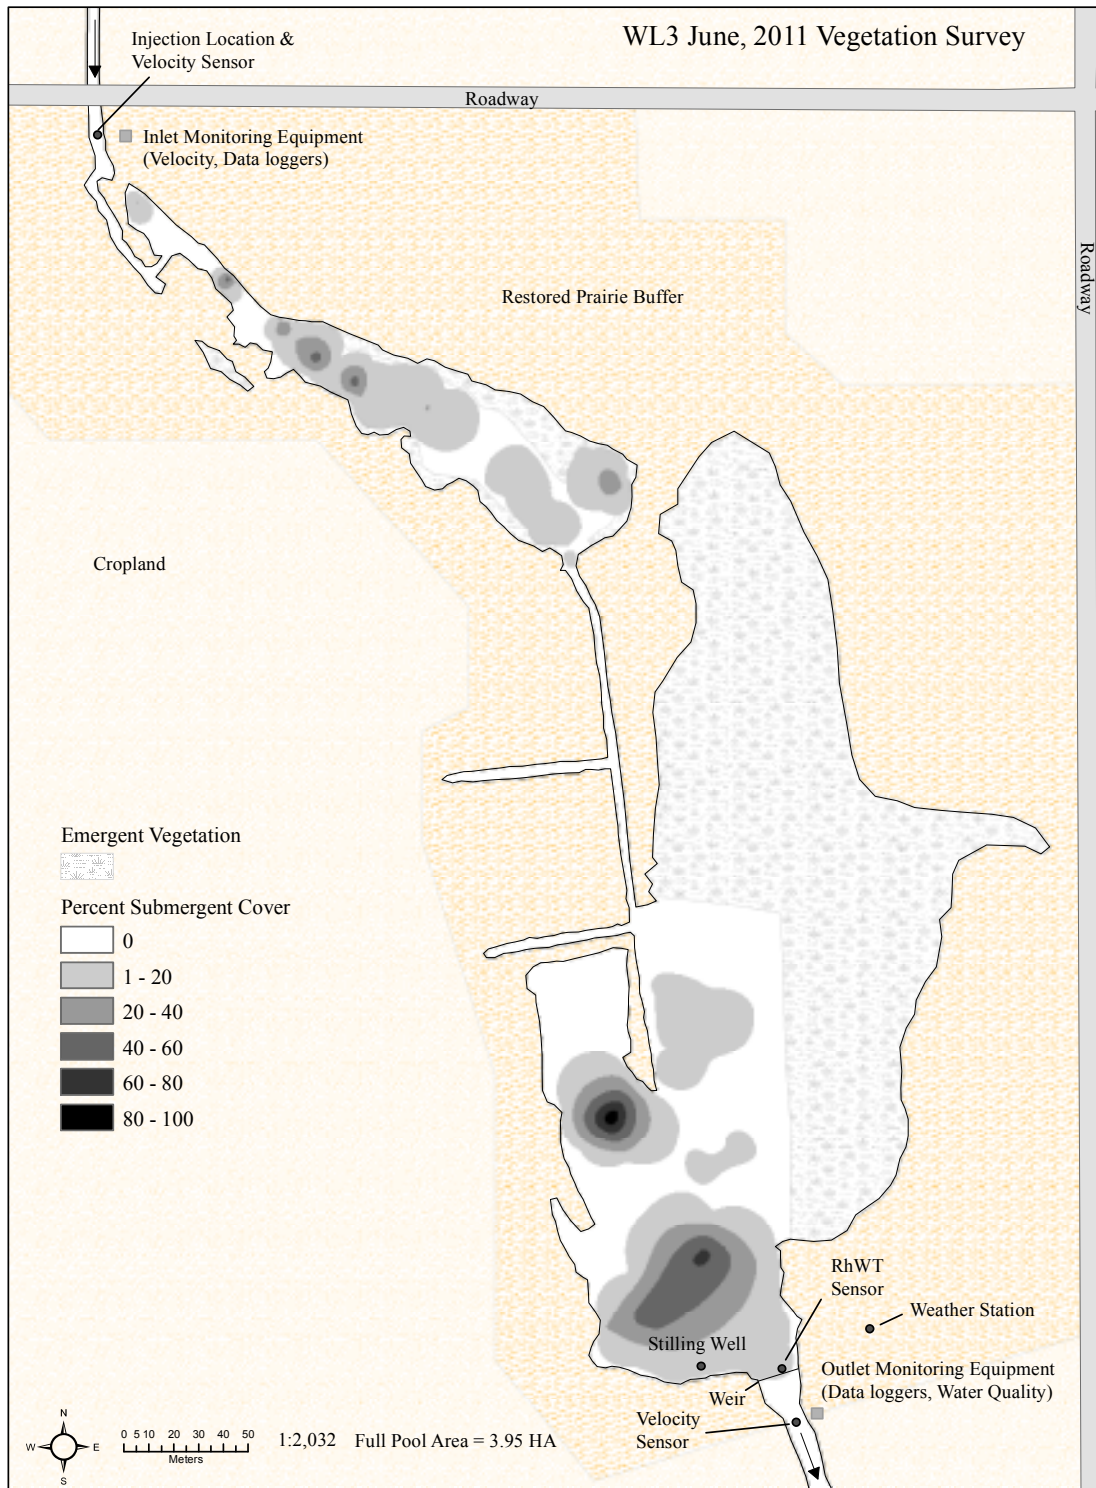 WL3 June, 2011 Vegetation Survey
Injection Location &
Velocity Sensor
Roadway
Inlet Monitoring Equipment
(Velocity, Data loggers)
Roadway
Restored Prairie Buffer
Cropland
Emergent Vegetation
Percent Submergent Cover
0
1 - 20
20 - 40
40 - 60
60 - 80
80 - 100
RhWT
Sensor
Weather Station
Stilling Well
Outlet Monitoring Equipment
(Data loggers, Water Quality)
Weir
Velocity
Sensor
N
W E
S
0 5 10 20 30 40 50
Meters
1:2,032 Full Pool Area = 3.95 HA